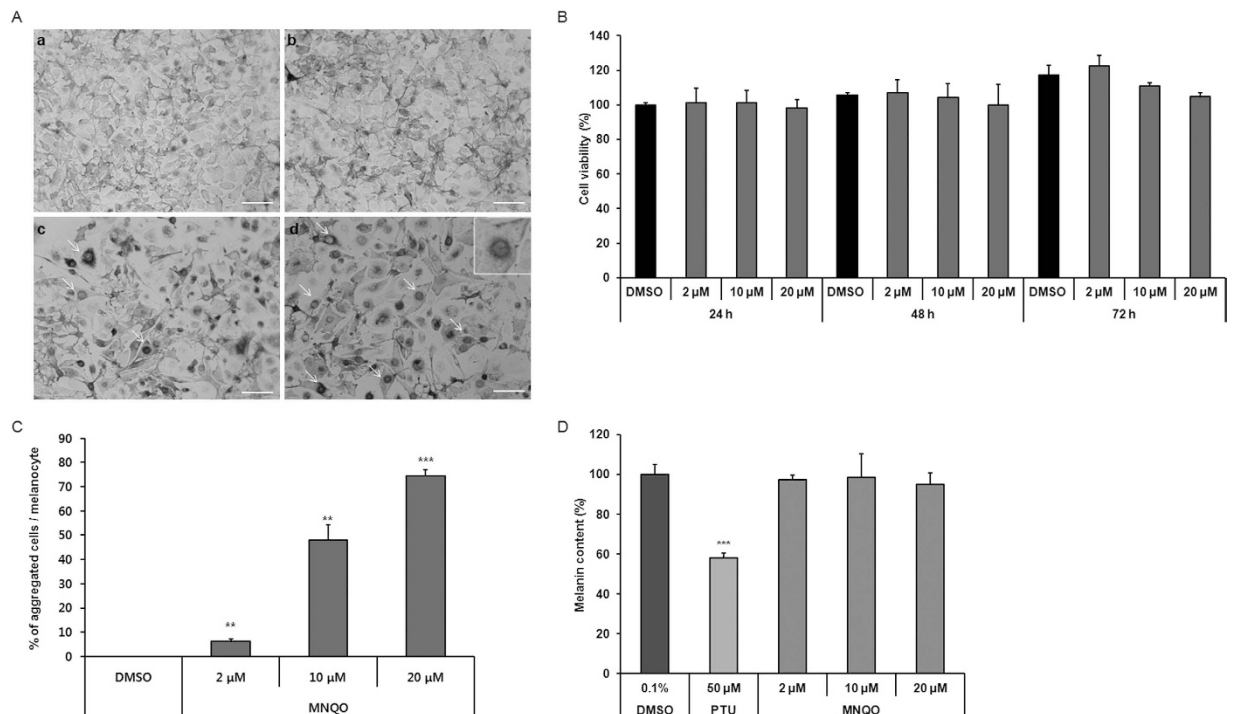 A
a
b
c
d
B
Cell viability (%)
140
120
100
80
60
40
20
0
DMSO 2 µM 10 µM 20 µM DMSO 2 µM 10 µM 20 µM DMSO 2 µM 10 µM 20 µM
24 h 48 h 72 h
C
% of aggregated cells / melanocyte
90
80
70
60
50
40
30
20
10
0
**
**
***
DMSO 2 µM 10 µM 20 µM
MNQO
D
Melanin content (%)
120
100
80
60
40
20
0
***
0.1% 50 µM 2 µM 10 µM 20 µM
DMSO PTU MNQO